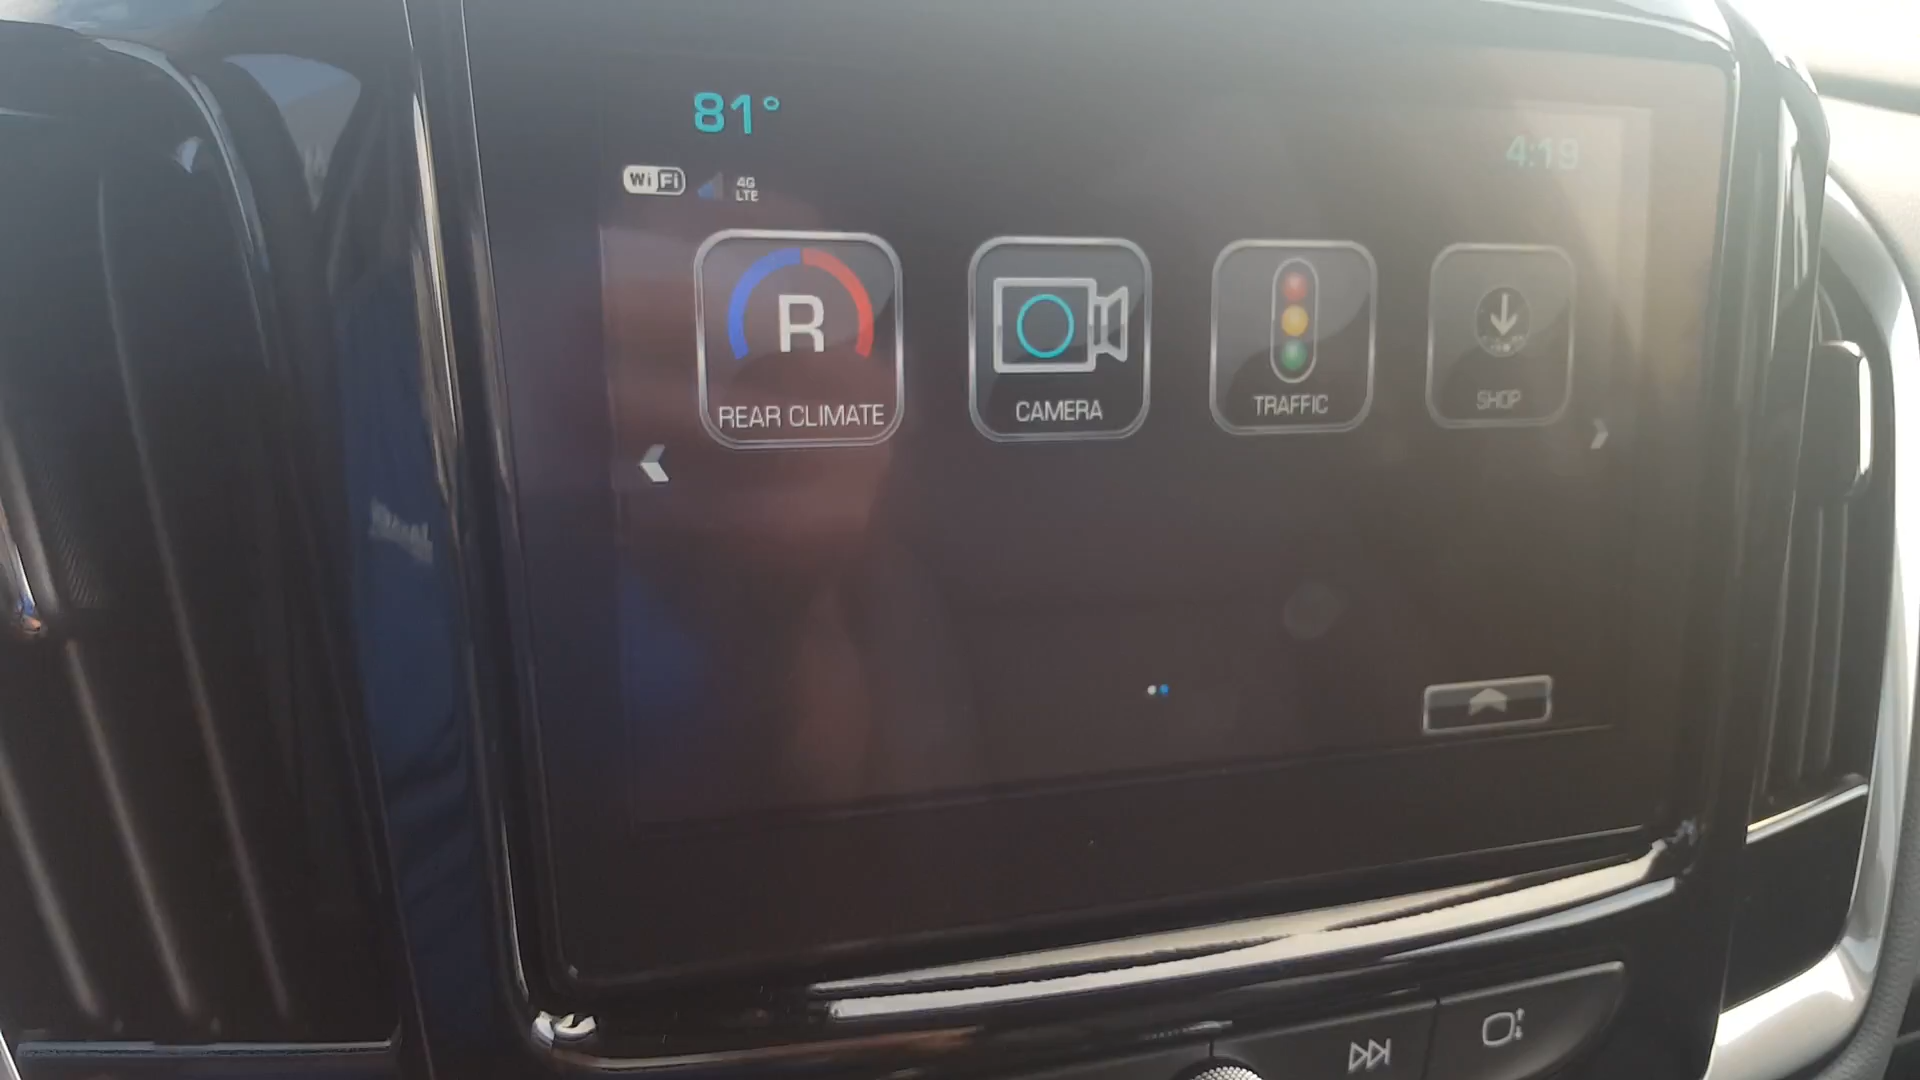 81°
4:19
WiFi
4G
LTE
R
REAR CLIMATE
CAMERA
TRAFFIC
SHOP